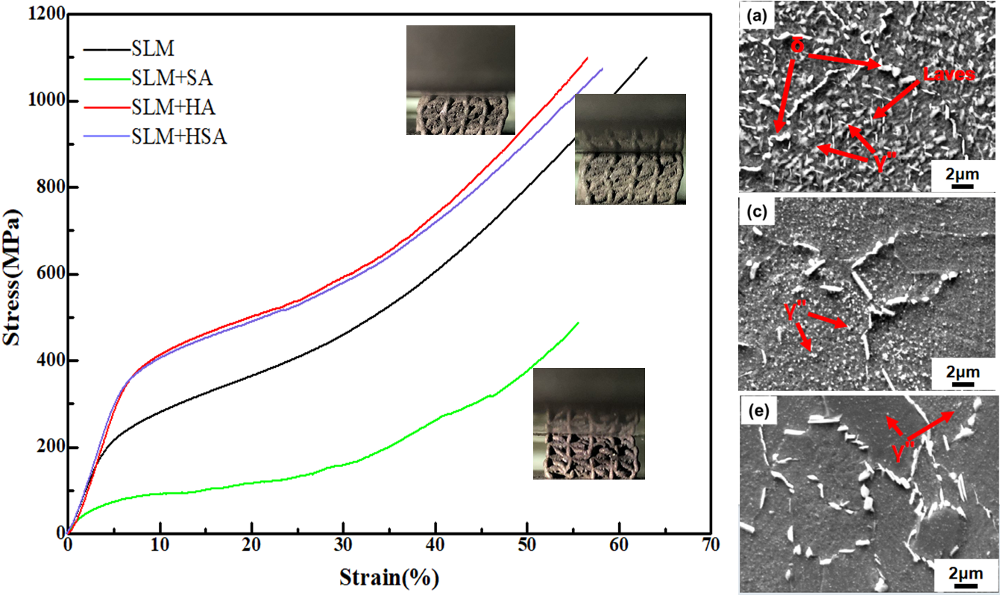 1200
1000
800
600
400
200
0
Stress(MPa)
SLM
SLM+SA
SLM+HA
SLM+HSA
0 10 20 30 40 50 60 70
Strain(%)
(a)
δ
Laves
γ"
2μm
(c)
γ"
2μm
(e)
γ"
2μm